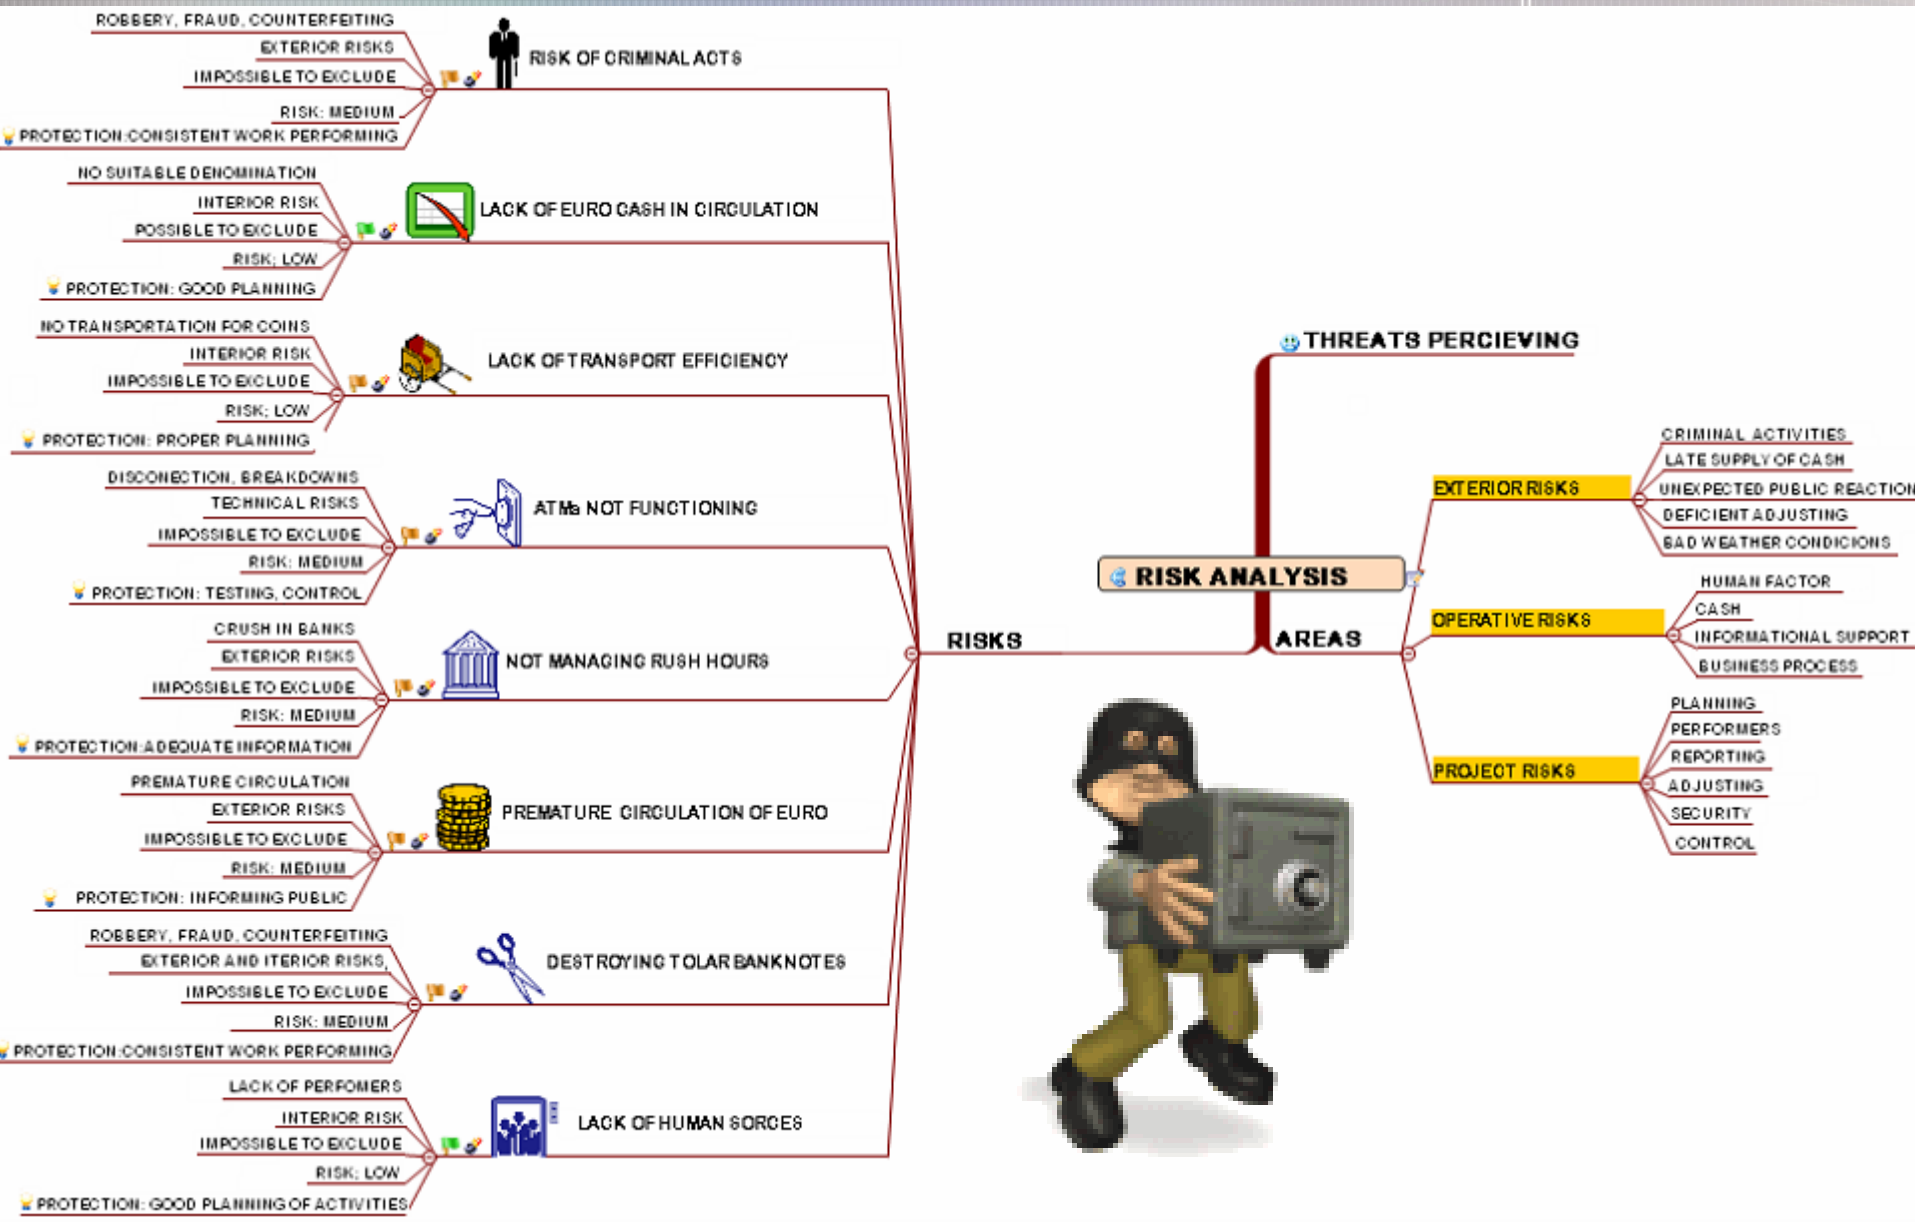 ROBBERY, FRAUD, COUNTERFEITING
EXTERIOR RISKS
IMPOSSIBLE TO EXCLUDE
RISK: MEDIUM
PROTECTION:CONSISTENT WORK PERFORMING
RISK OF CRIMINAL ACTS
NO SUITABLE DENOMINATION
INTERIOR RISK
POSSIBLE TO EXCLUDE
RISK; LOW
PROTECTION: GOOD PLANNING
LACK OF EURO CASH IN CIRCULATION
NO TRANSPORTATION FOR COINS
INTERIOR RISK
IMPOSSIBLE TO EXCLUDE
RISK; LOW
PROTECTION: PROPER PLANNING
LACK OF TRANSPORT EFFICIENCY
DISCONECTION, BREAKDOWNS
TECHNICAL RISKS
IMPOSSIBLE TO EXCLUDE
RISK: MEDIUM
PROTECTION: TESTING, CONTROL
ATMs NOT FUNCTIONING
CRUSH IN BANKS
EXTERIOR RISKS
IMPOSSIBLE TO EXCLUDE
RISK: MEDIUM
PROTECTION:ADEQUATE INFORMATION
NOT MANAGING RUSH HOURS
PREMATURE CIRCULATION
EXTERIOR RISKS
IMPOSSIBLE TO EXCLUDE
RISK: MEDIUM
PROTECTION: INFORMING PUBLIC
PREMATURE CIRCULATION OF EURO
ROBBERY, FRAUD, COUNTERFEITING
EXTERIOR AND ITERIOR RISKS,
IMPOSSIBLE TO EXCLUDE
RISK: MEDIUM
PROTECTION:CONSISTENT WORK PERFORMING
DESTROYING TOLAR BANKNOTES
LACK OF PERFOMERS
INTERIOR RISK
IMPOSSIBLE TO EXCLUDE
RISK; LOW
PROTECTION: GOOD PLANNING OF ACTIVITIES
LACK OF HUMAN SORCES
RISKS
THREATS PERCIEVING
RISK ANALYSIS
AREAS
EXTERIOR RISKS
CRIMINAL ACTIVITIES
LATE SUPPLY OF CASH
UNEXPECTED PUBLIC REACTION
DEFICIENT ADJUSTING
BAD WEATHER CONDICIONS
OPERATIVE RISKS
HUMAN FACTOR
CASH
INFORMATIONAL SUPPORT
BUSINESS PROCESS
PROJECT RISKS
PLANNING
PERFORMERS
REPORTING
ADJUSTING
SECURITY
CONTROL